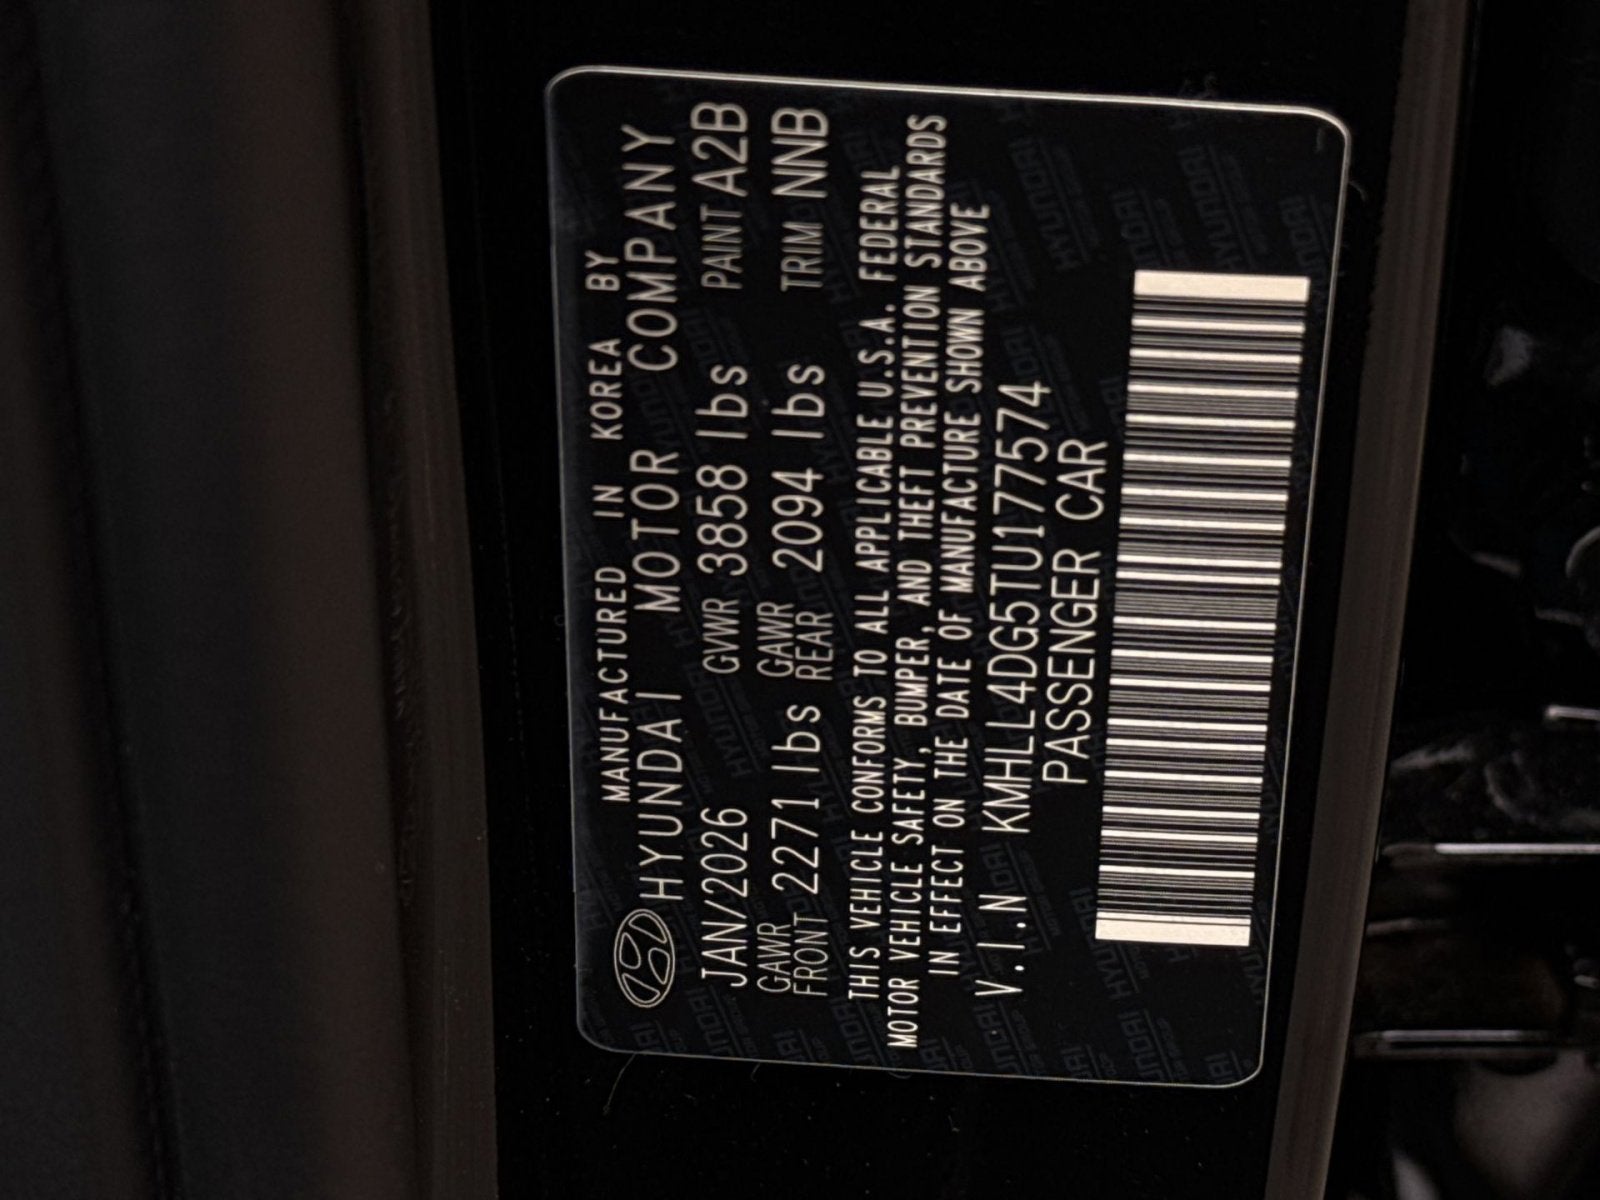 MANUFACTURED IN KOREA BY
HYUNDAI MOTOR COMPANY
JAN/2026 GVWR 3858 lbs PAINT A2B
GAWR FRONT 2271 lbs GAWR REAR 2094 lbs TRIM NNB
THIS VEHICLE CONFORMS TO ALL APPLICABLE U.S.A. FEDERAL
MOTOR VEHICLE SAFETY, BUMPER, AND THEFT PREVENTION STANDARDS
IN EFFECT ON THE DATE OF MANUFACTURE SHOWN ABOVE
V.I.N KMHLL4DG5TU177574
PASSENGER CAR